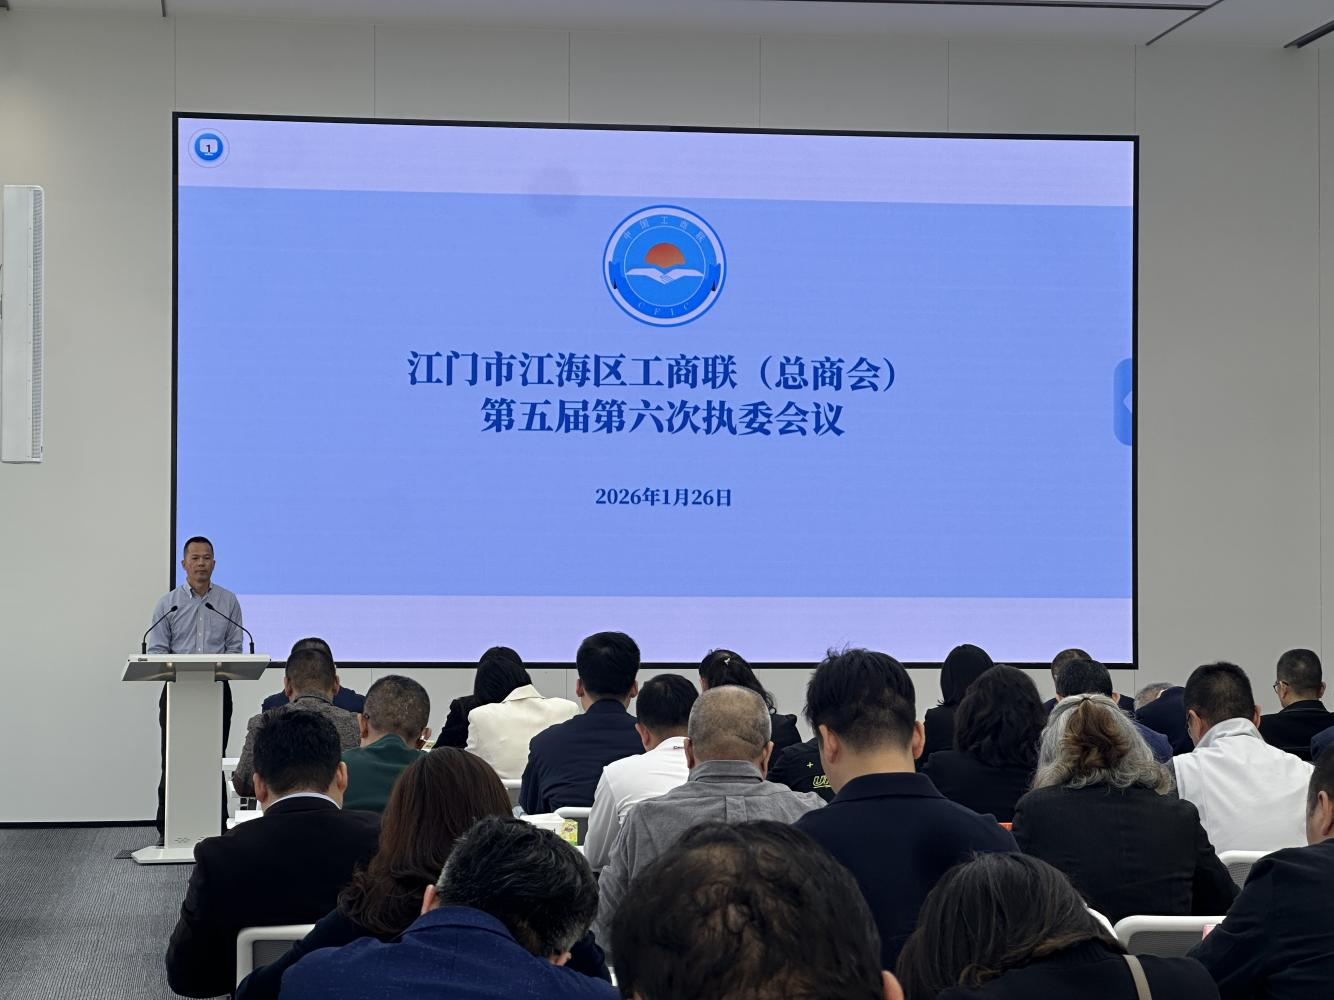 1
中国工商联
CFIC
江门市江海区工商联（总商会）
第五届第六次执委会议
2026年1月26日